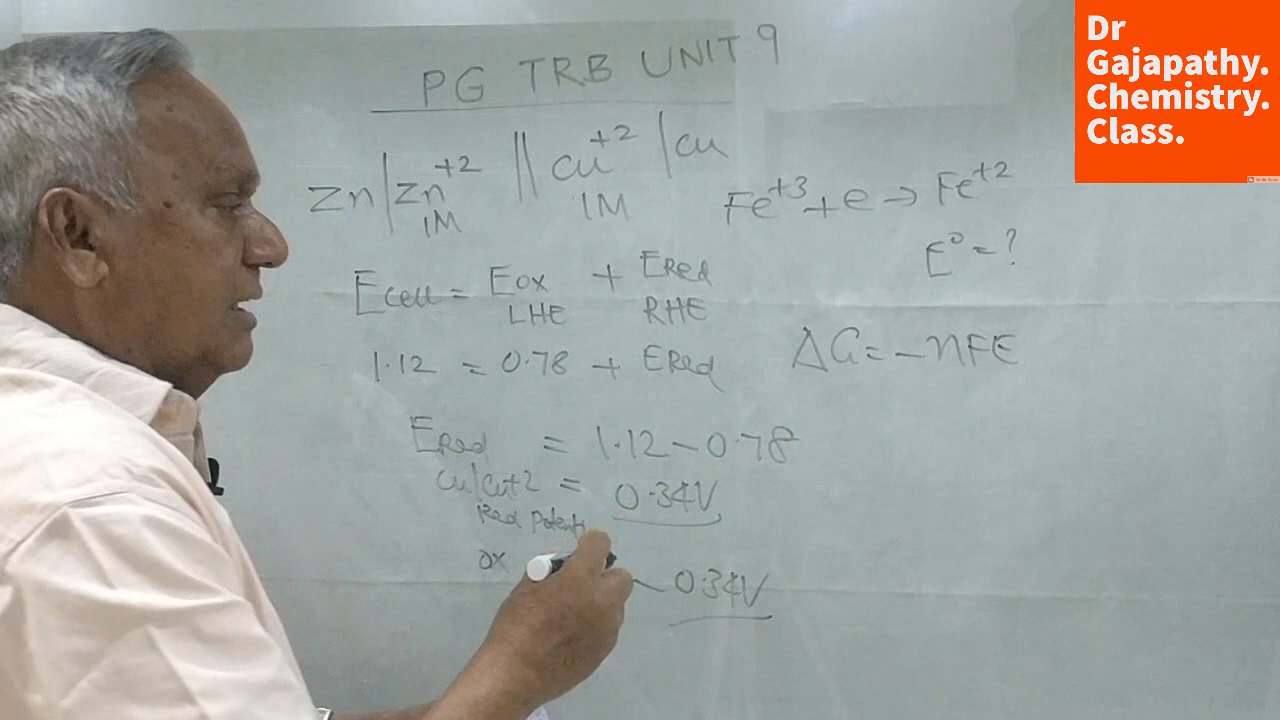 Dr
Gajapathy.
Chemistry.
Class.
PG TRB UNIT 9
Zn | Zn+2 || Cu+2 | Cu
1M 1M
Fe+3 + e → Fe+2
E° = ?
Ecell = Eox + ERed
LHE RHE
1.12 = 0.78 + ERed
ΔG = -nFE
ERed = 1.12 - 0.78
Cu/Cu+2 = 0.34V
Red Potenti
ox - 0.34V